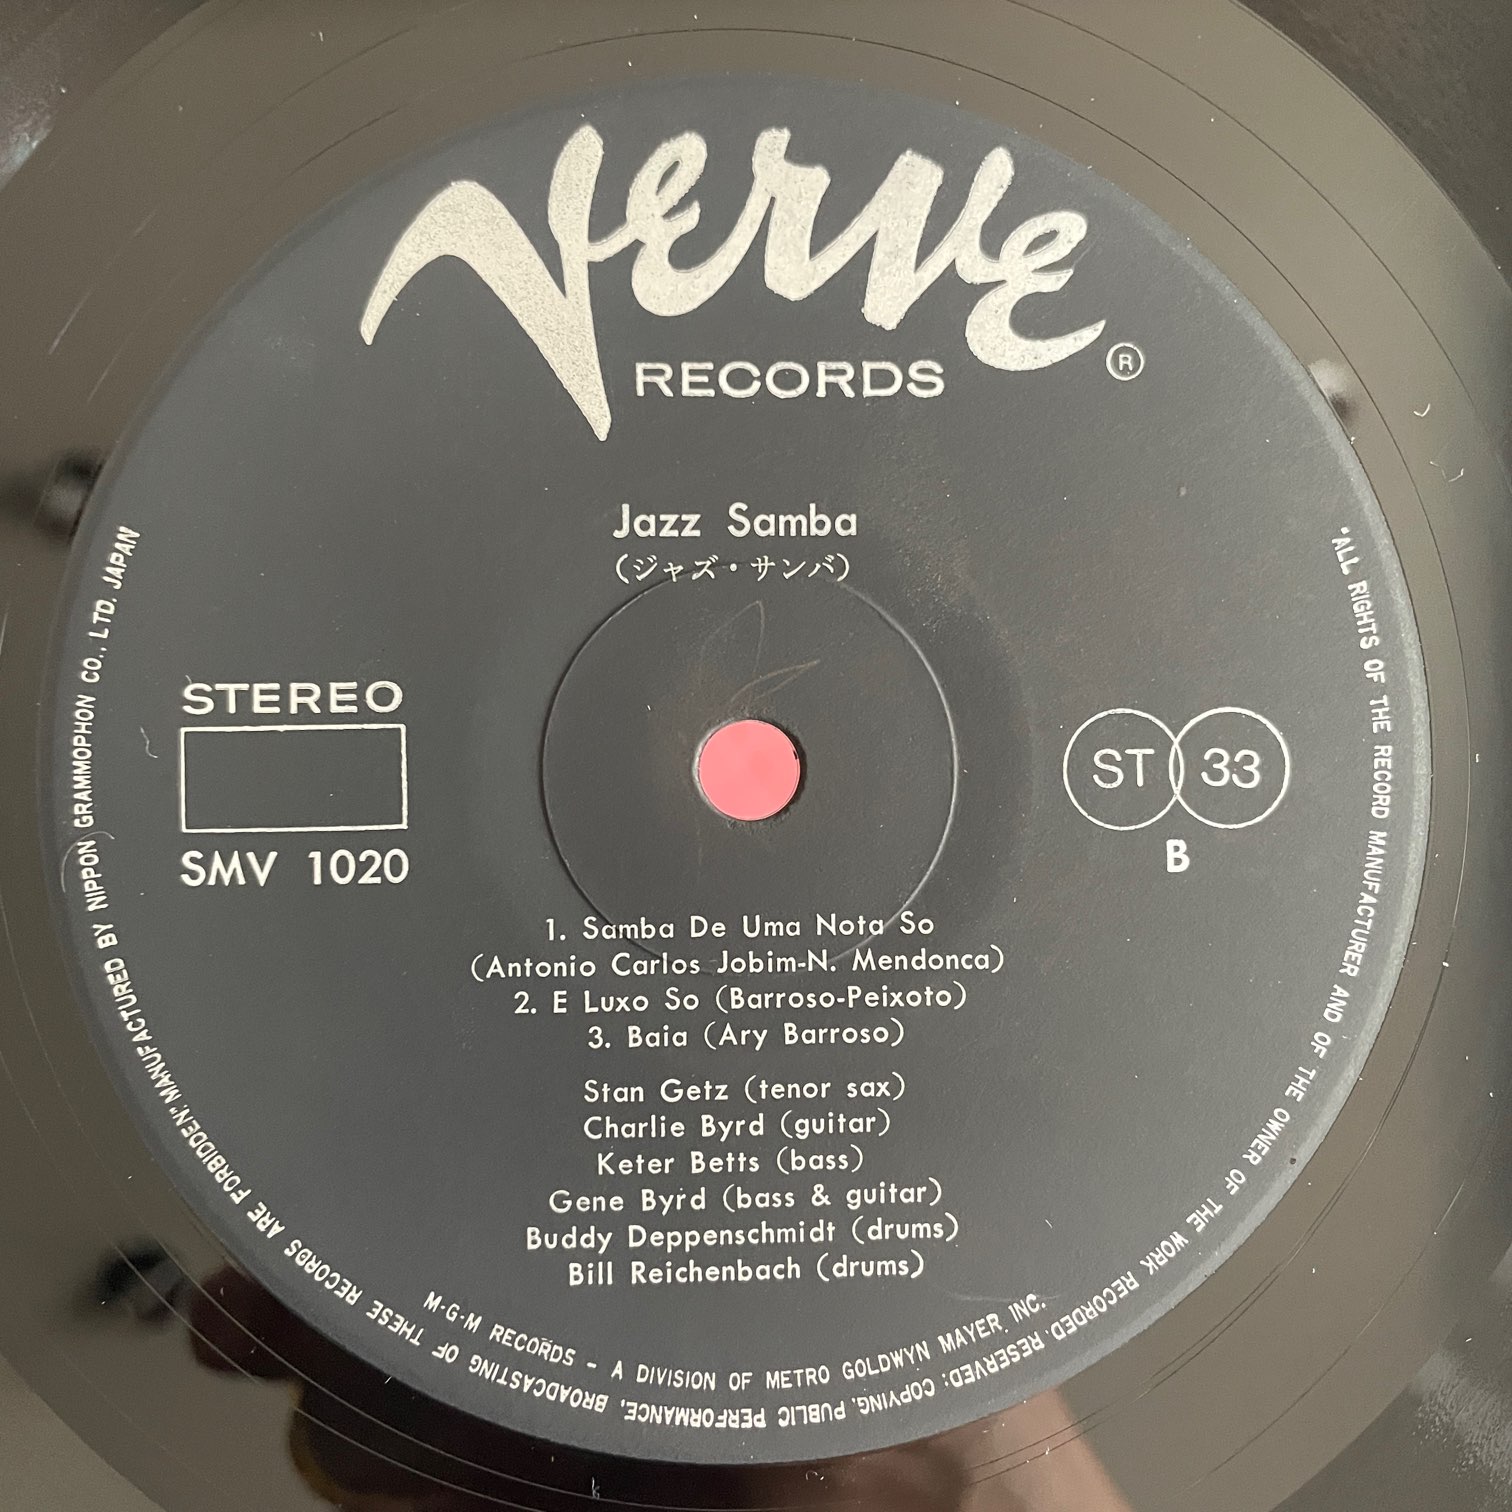 Verve
RECORDS ®
Jazz Samba
(ジャズ・サンバ)
STEREO
SMV 1020
ST 33
B
1. Samba De Uma Nota So
(Antonio Carlos Jobim-N. Mendonca)
2. E Luxo So (Barroso-Peixoto)
3. Baia (Ary Barroso)
Stan Getz (tenor sax)
Charlie Byrd (guitar)
Keter Betts (bass)
Gene Byrd (bass & guitar)
Buddy Deppenschmidt (drums)
Bill Reichenbach (drums)
M-G-M RECORDS – A DIVISION OF METRO GOLDWYN MAYER, INC.
"ALL RIGHTS OF THE RECORD MANUFACTURER AND OF THE OWNER OF THE WORK RECORDED. RESERVED: COPYING, PUBLIC PERFORMANCE, BROADCASTING OF THESE RECORDS ARE FORBIDDEN". MANUFACTURED BY NIPPON GRAMMOPHON CO., LTD. JAPAN